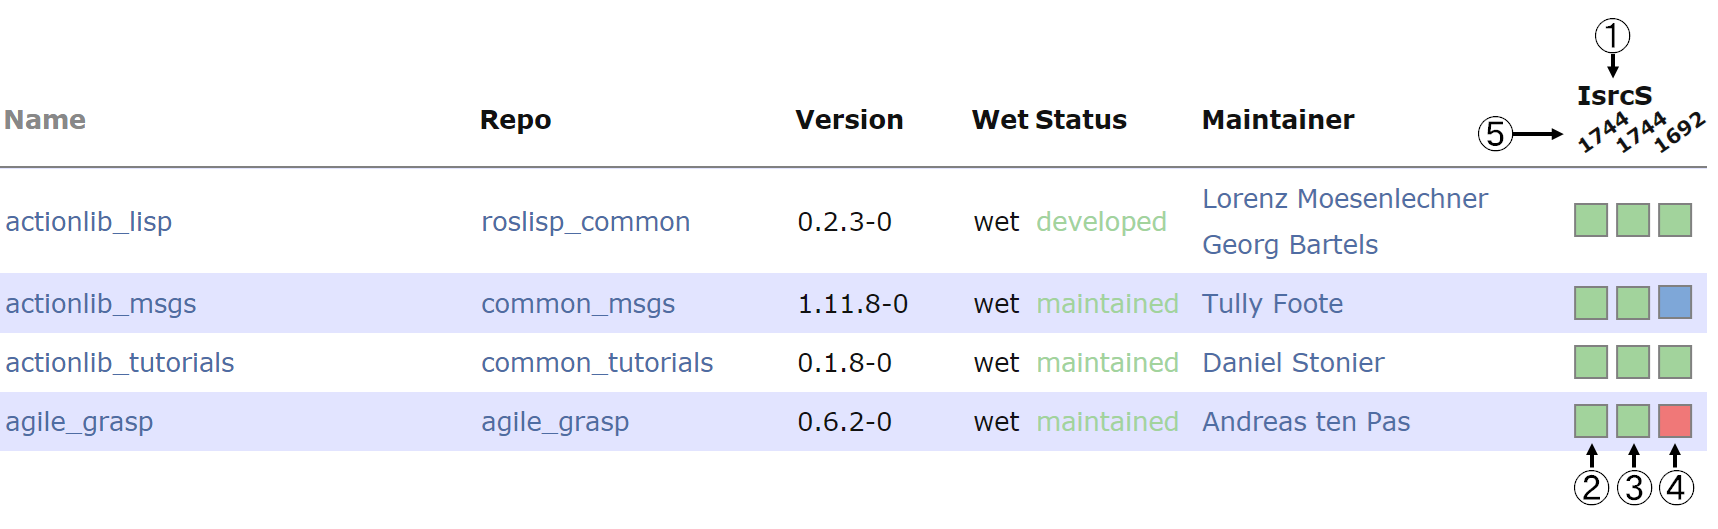 ①
IsrcS
Name Repo Version Wet Status Maintainer ⑤ 1744 1744 1692
actionlib_lisp roslisp_common 0.2.3-0 wet developed Lorenz Moesenlechner
Georg Bartels
actionlib_msgs common_msgs 1.11.8-0 wet maintained Tully Foote
actionlib_tutorials common_tutorials 0.1.8-0 wet maintained Daniel Stonier
agile_grasp agile_grasp 0.6.2-0 wet maintained Andreas ten Pas
② ③ ④